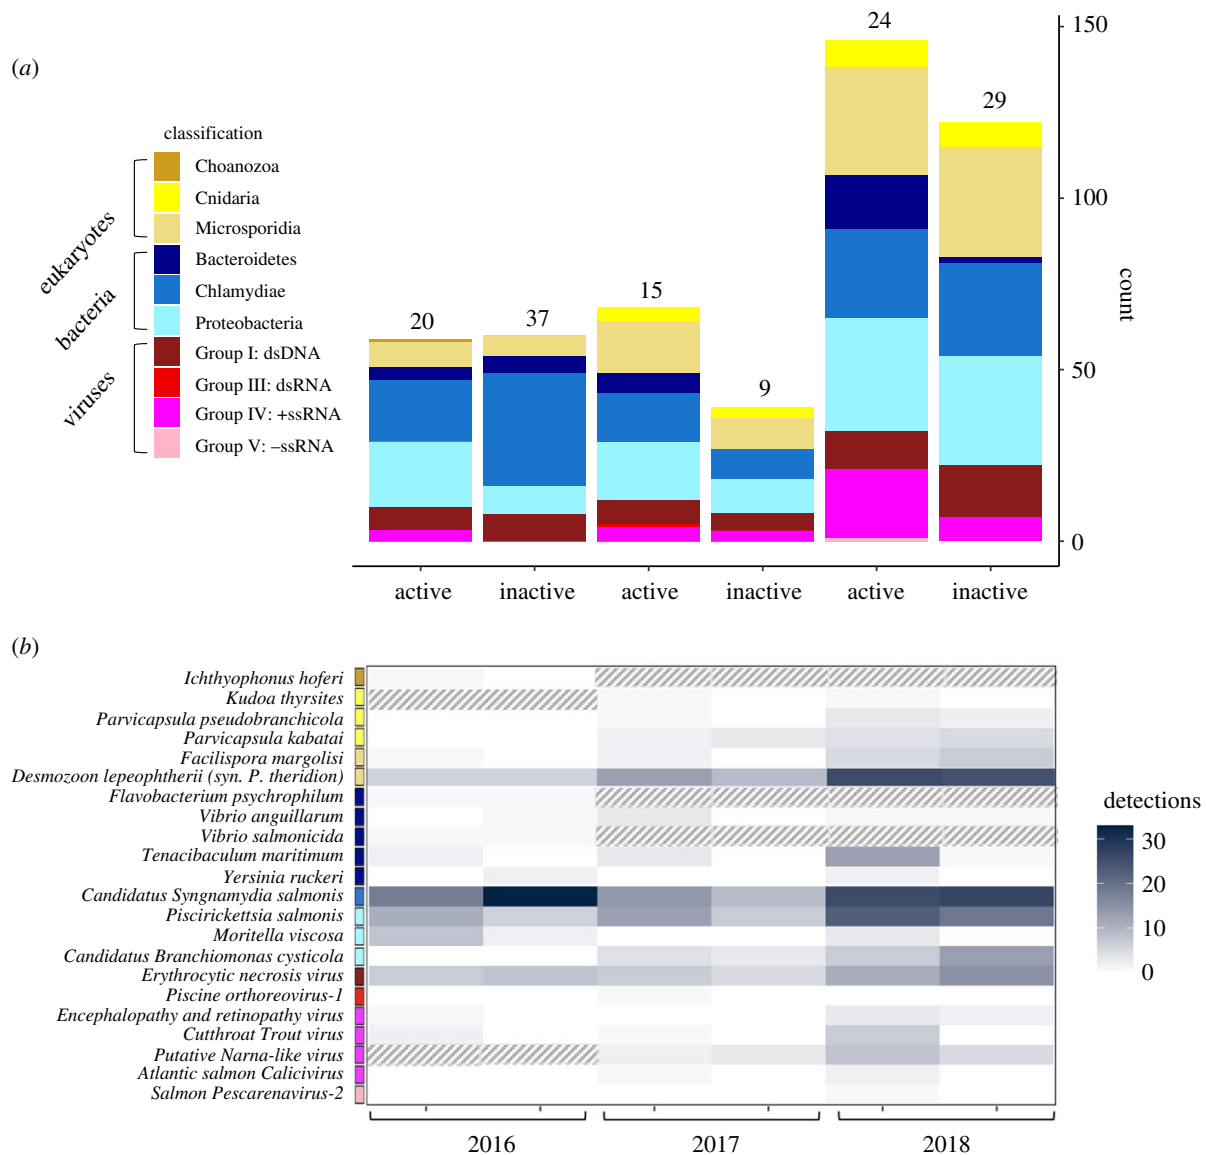 (a)
classification
eukaryotes
Choanozoa
Cnidaria
Microsporidia
bacteria
Bacteroidetes
Chlamydiae
Proteobacteria
viruses
Group I: dsDNA
Group III: dsRNA
Group IV: +ssRNA
Group V: –ssRNA
20
37
15
9
24
29
150
100
50
0
count
active
inactive
active
inactive
active
inactive
(b)
Ichthyophonus hoferi
Kudoa thyrsites
Parvicapsula pseudobranchicola
Parvicapsula kabatai
Facilispora margolisi
Desmozoon lepeophtherii (syn. P. theridion)
Flavobacterium psychrophilum
Vibrio anguillarum
Vibrio salmonicida
Tenacibaculum maritimum
Yersinia ruckeri
Candidatus Syngnamydia salmonis
Piscirickettsia salmonis
Moritella viscosa
Candidatus Branchiomonas cysticola
Erythrocytic necrosis virus
Piscine orthoreovirus-1
Encephalopathy and retinopathy virus
Cutthroat Trout virus
Putative Narna-like virus
Atlantic salmon Calicivirus
Salmon Pescarenavirus-2
2016
2017
2018
detections
30
20
10
0